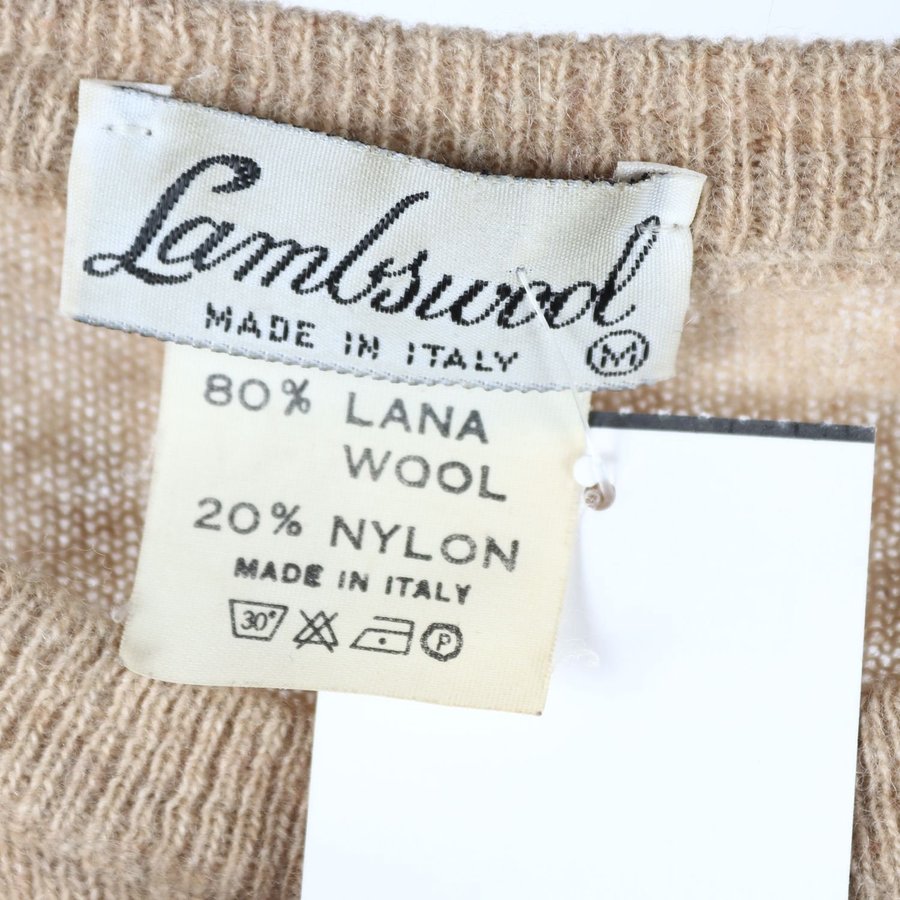 Lambswool
MADE IN ITALY M
80% LANA
WOOL
20% NYLON
MADE IN ITALY
30° P